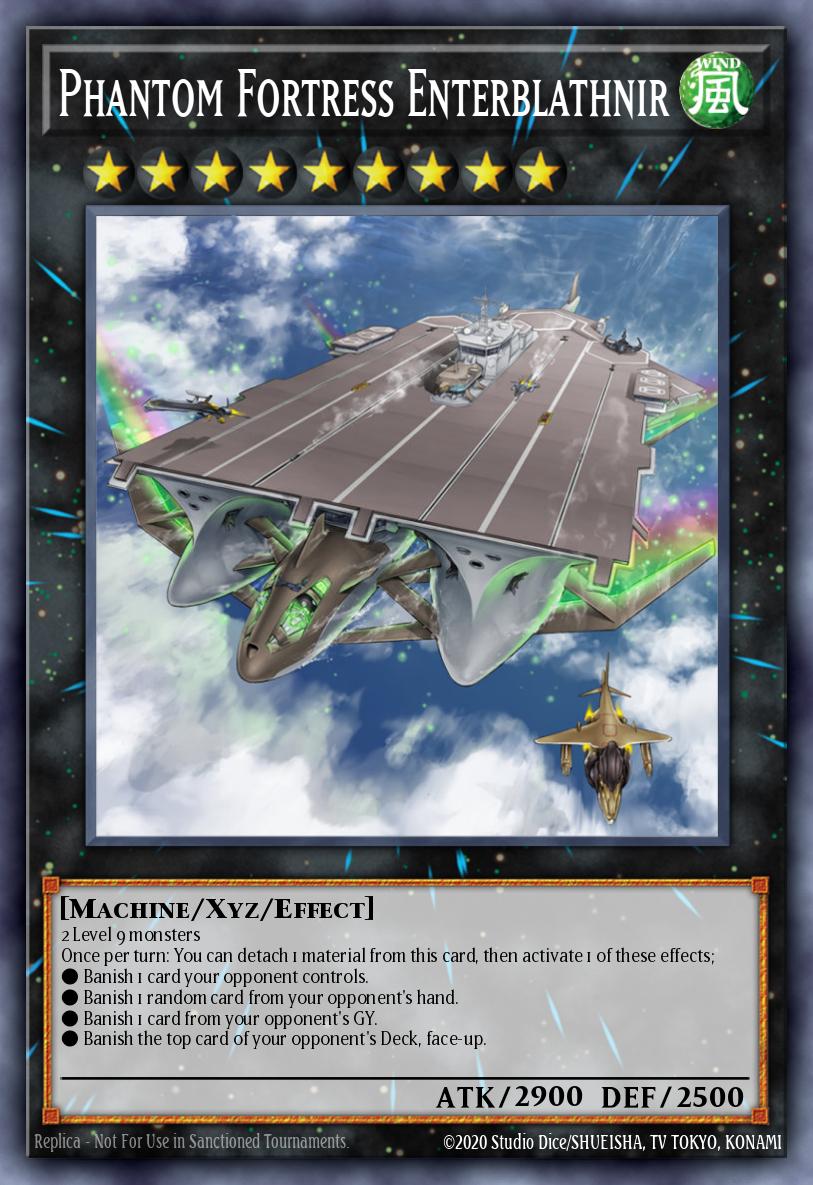 Phantom Fortress Enterblathnir
WIND
風
[Machine/Xyz/Effect]
2 Level 9 monsters
Once per turn: You can detach 1 material from this card, then activate 1 of these effects;
● Banish 1 card your opponent controls.
● Banish 1 random card from your opponent's hand.
● Banish 1 card from your opponent's GY.
● Banish the top card of your opponent's Deck, face-up.
ATK/2900 DEF/2500
Replica - Not For Use in Sanctioned Tournaments.
©2020 Studio Dice/SHUEISHA, TV TOKYO, KONAMI